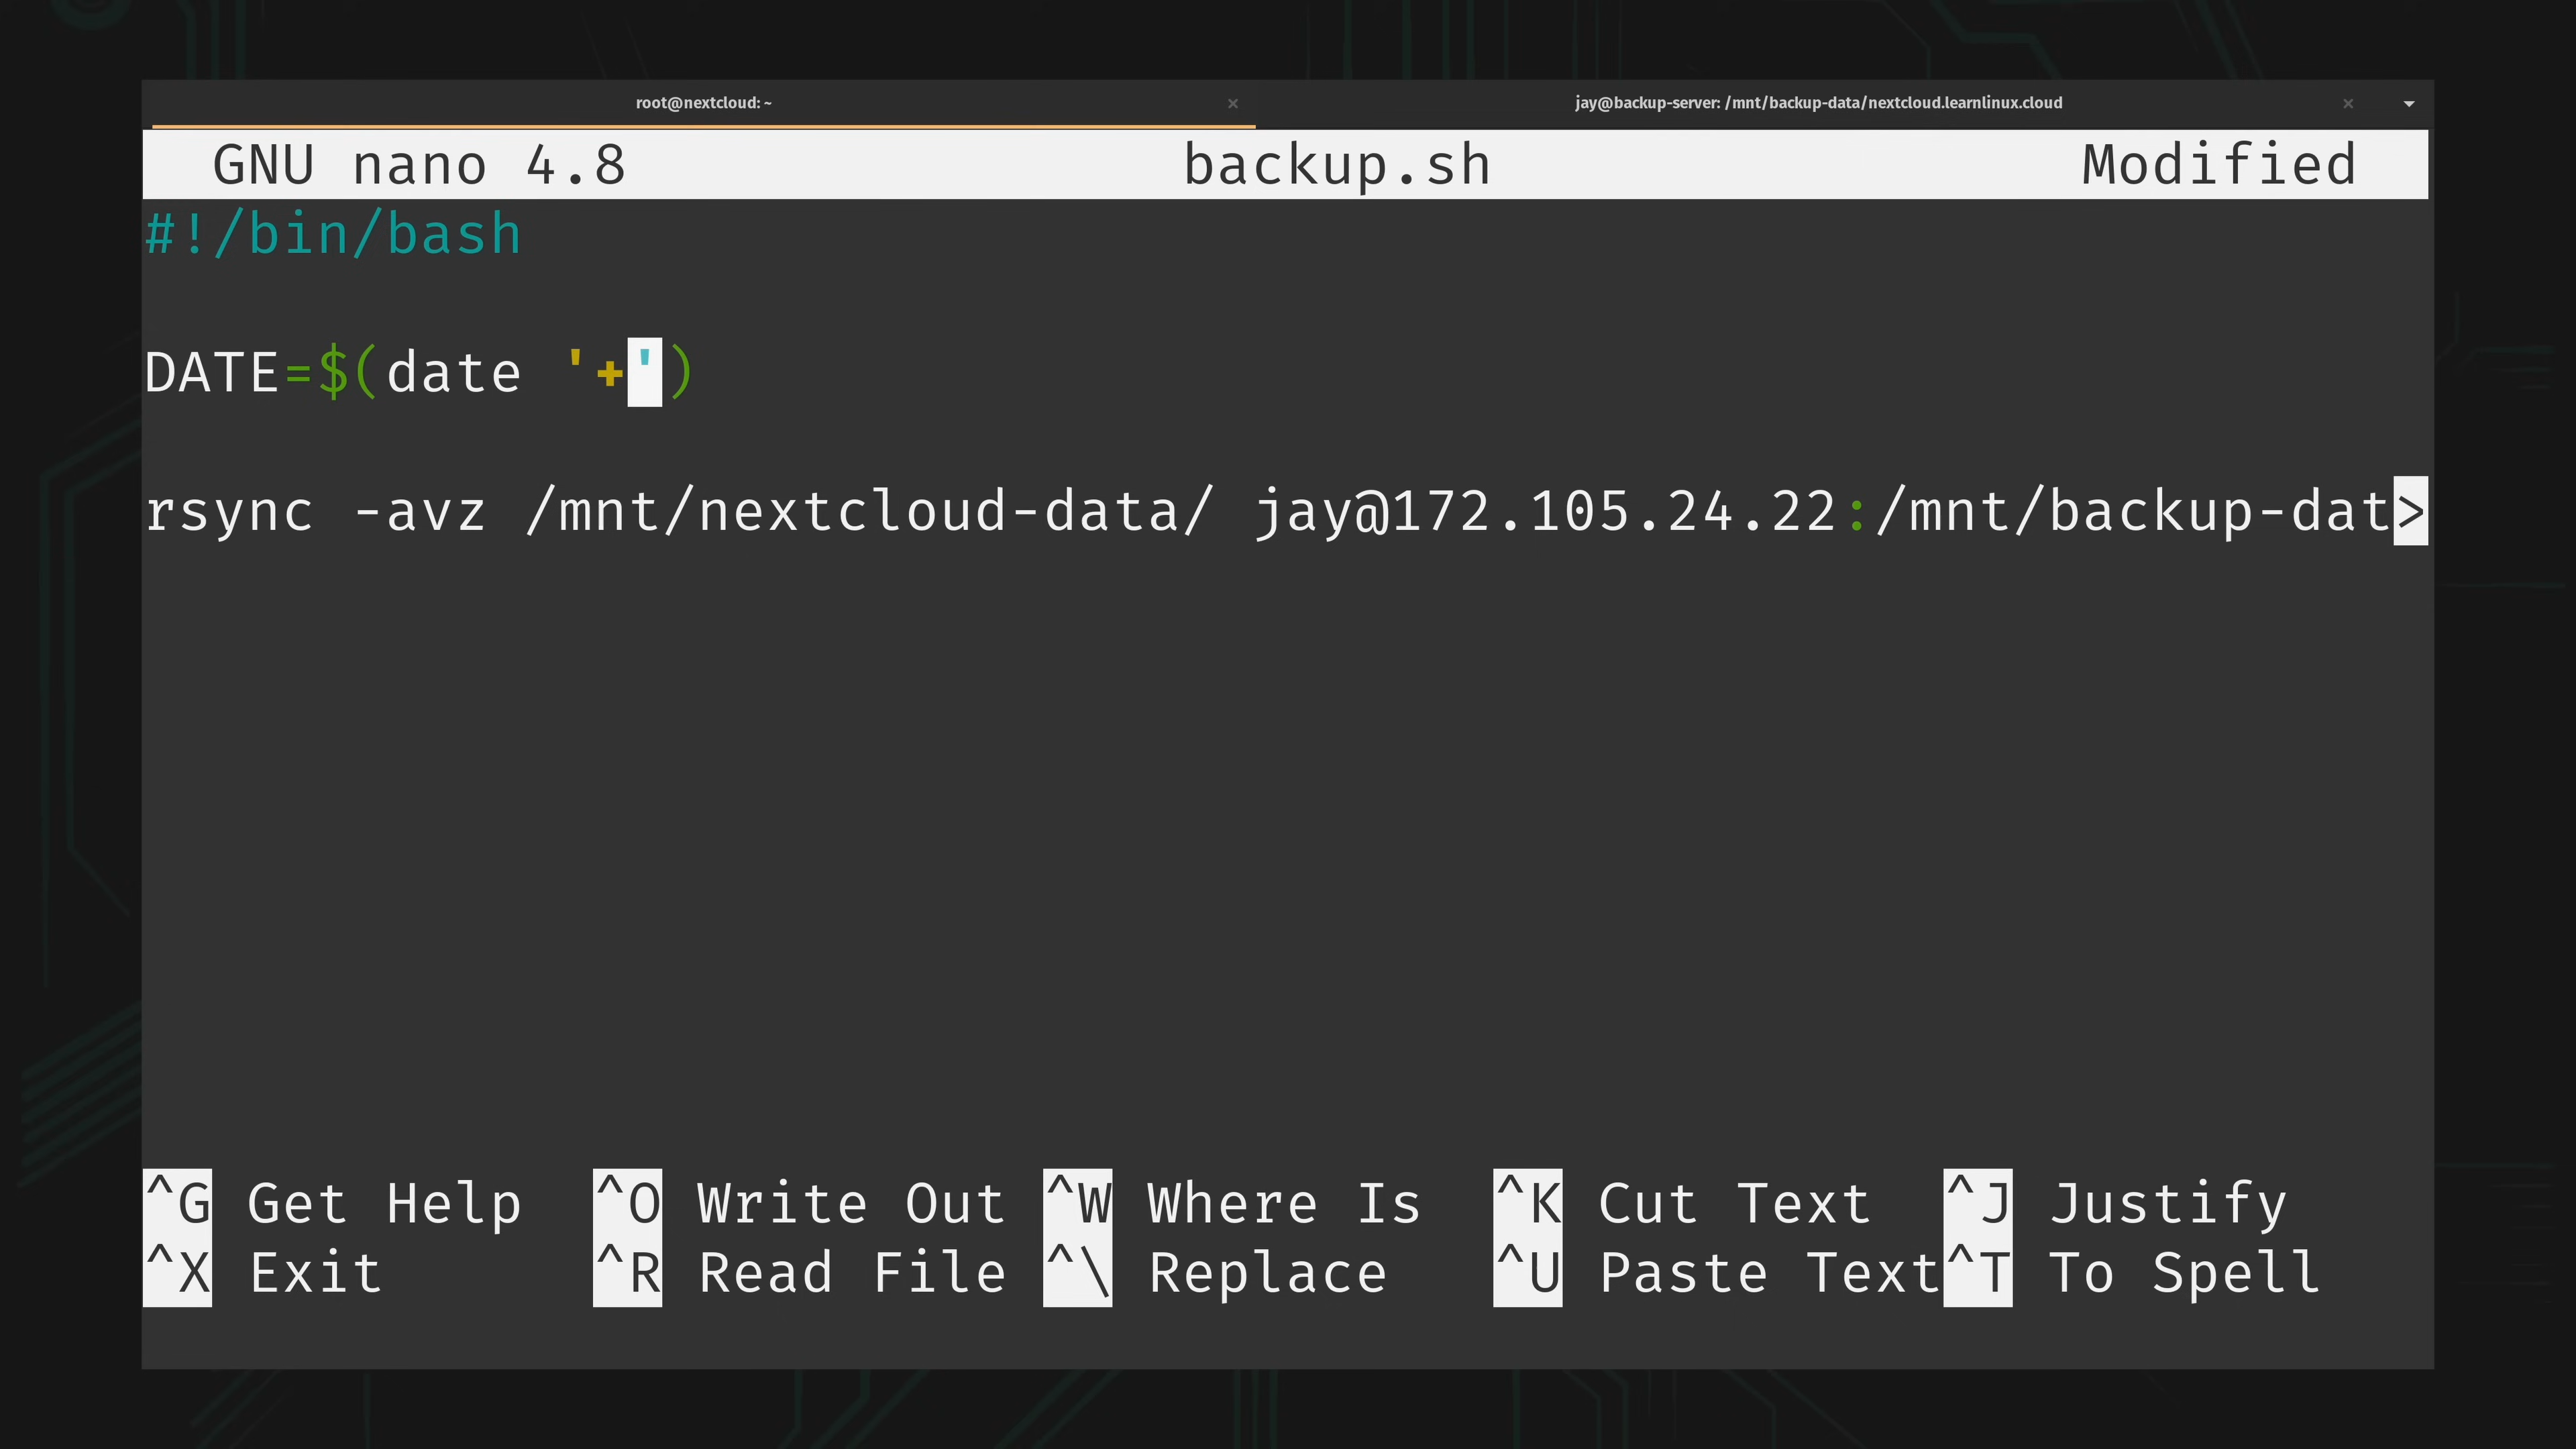 root@nextcloud: ~ × jay@backup-server: /mnt/backup-data/nextcloud.learnlinux.cloud ×
GNU nano 4.8 backup.sh Modified
#!/bin/bash
DATE=$(date '+')
rsync -avz /mnt/nextcloud-data/ jay@172.105.24.22:/mnt/backup-dat>
^G Get Help ^O Write Out ^W Where Is ^K Cut Text ^J Justify
^X Exit ^R Read File ^\ Replace ^U Paste Text ^T To Spell